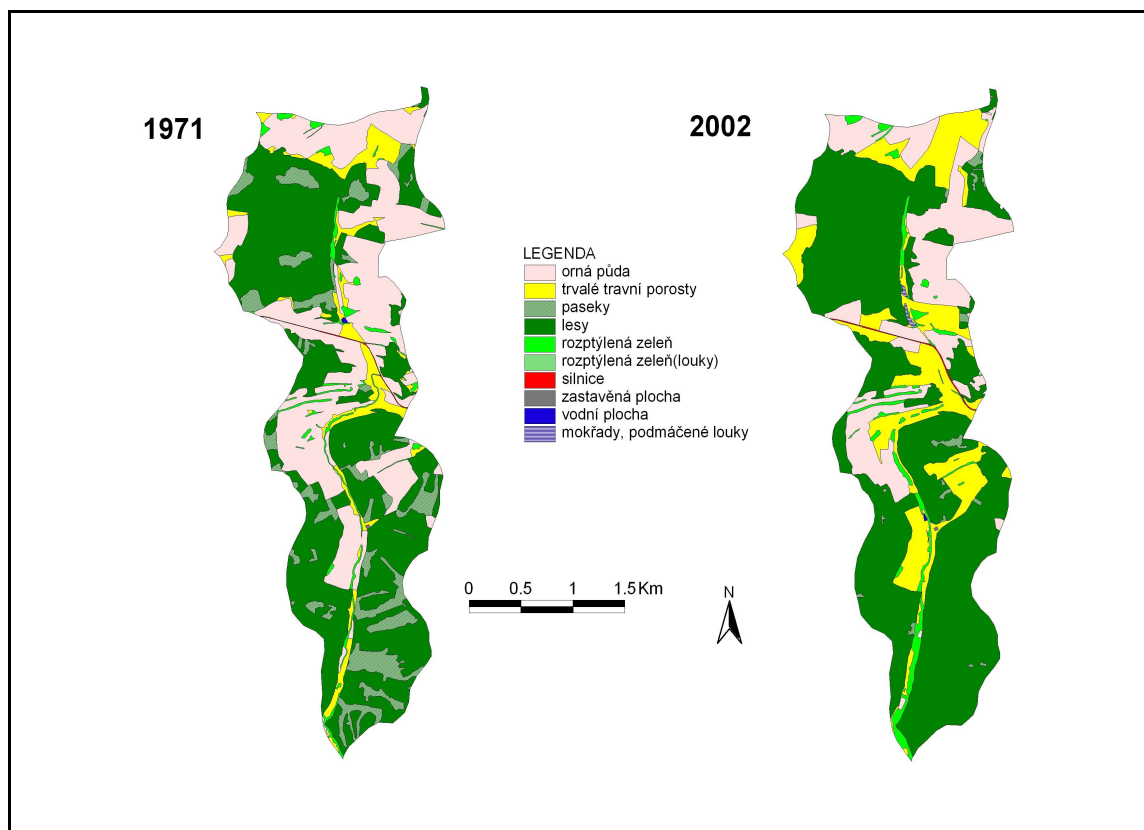 1971
2002
LEGENDA
orná půda
trvalé travní porosty
paseky
lesy
rozptýlená zeleň
rozptýlená zeleň(louky)
silnice
zastavěná plocha
vodní plocha
mokřady, podmáčené louky
0 0.5 1 1.5 Km
N